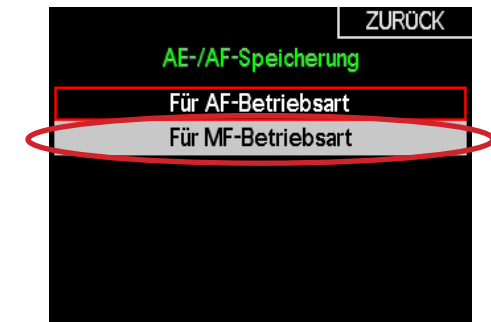 ZURÜCK
AE-/AF-Speicherung
Für AF-Betriebsart
Für MF-Betriebsart